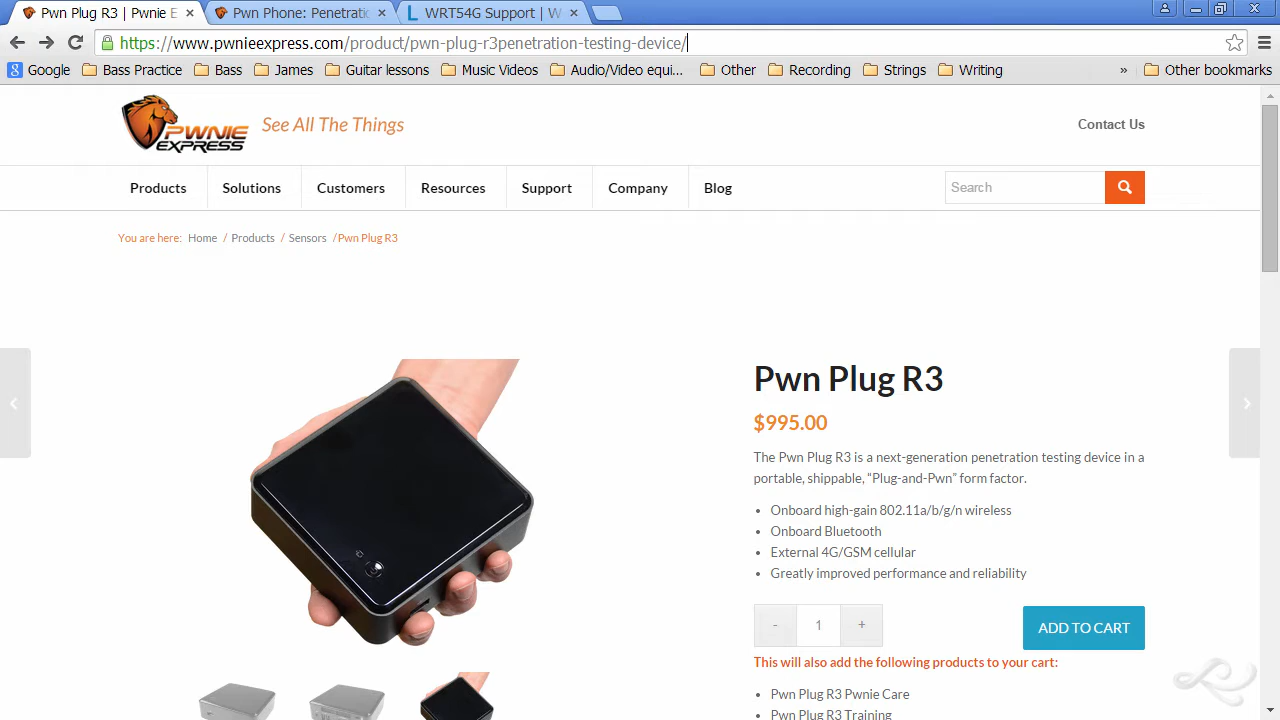 Pwn Plug R3 | Pwnie E
Pwn Phone: Penetrati
WRT54G Support | W
https://www.pwnieexpress.com/product/pwn-plug-r3penetration-testing-device/
Google
Bass Practice
Bass
James
Guitar lessons
Music Videos
Audio/Video equi...
Other
Recording
Strings
Writing
»
Other bookmarks
PWNIE EXPRESS
See All The Things
Contact Us
Products
Solutions
Customers
Resources
Support
Company
Blog
Search
You are here: Home / Products / Sensors /Pwn Plug R3
Pwn Plug R3
$995.00
The Pwn Plug R3 is a next-generation penetration testing device in a
portable, shippable, “Plug-and-Pwn” form factor.
• Onboard high-gain 802.11a/b/g/n wireless
• Onboard Bluetooth
• External 4G/GSM cellular
• Greatly improved performance and reliability
- 1 +
ADD TO CART
This will also add the following products to your cart:
• Pwn Plug R3 Pwnie Care
• Pwn Plug R3 Training